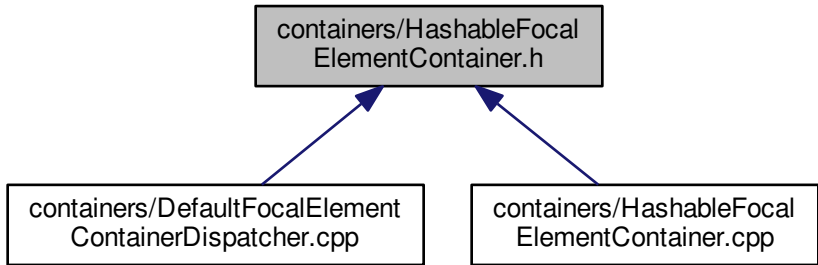 containers/HashableFocal
ElementContainer.h
containers/DefaultFocalElement
ContainerDispatcher.cpp
containers/HashableFocal
ElementContainer.cpp